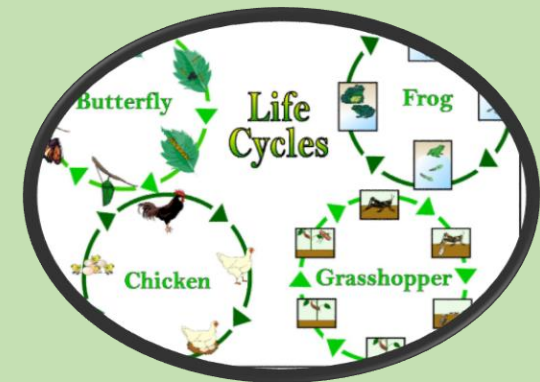 Butterfly
Life
Cycles
Frog
Chicken
Grasshopper